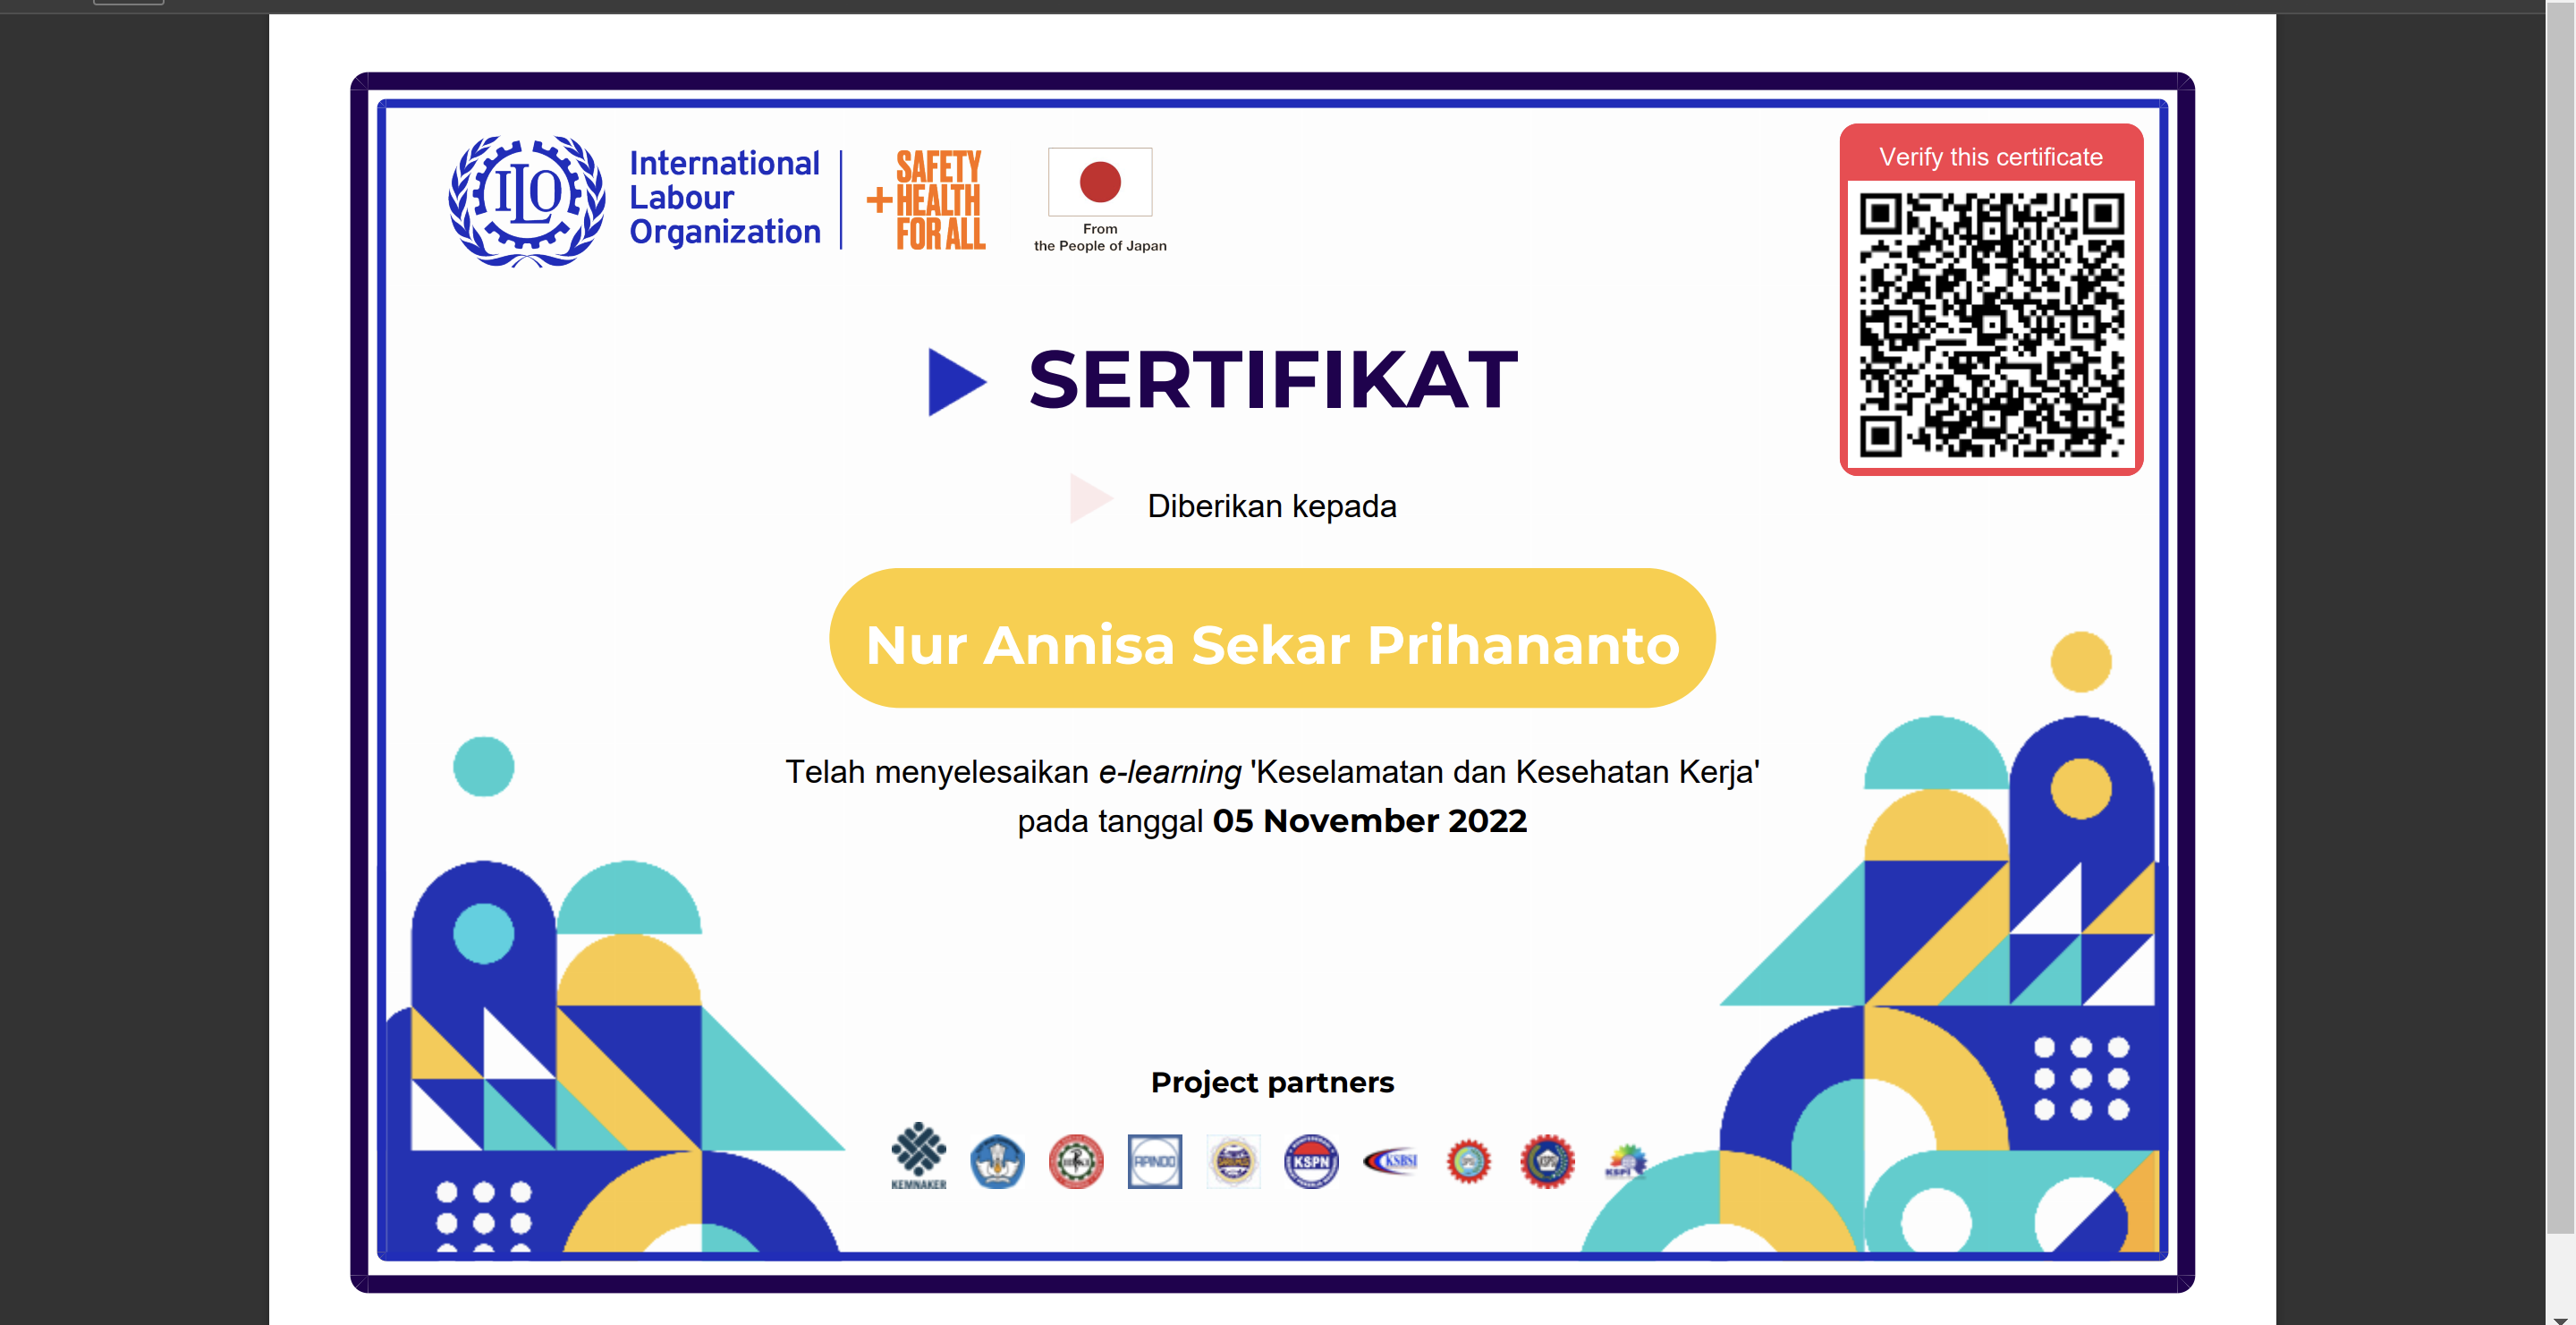 ILO
International
Labour
Organization
+ SAFETY
HEALTH
FOR ALL
From
the People of Japan
Verify this certificate
SERTIFIKAT
Diberikan kepada
Nur Annisa Sekar Prihananto
Telah menyelesaikan e-learning 'Keselamatan dan Kesehatan Kerja'
pada tanggal 05 November 2022
Project partners
KEMNAKER
APINDO
KSPN
KSBSI
KSPI